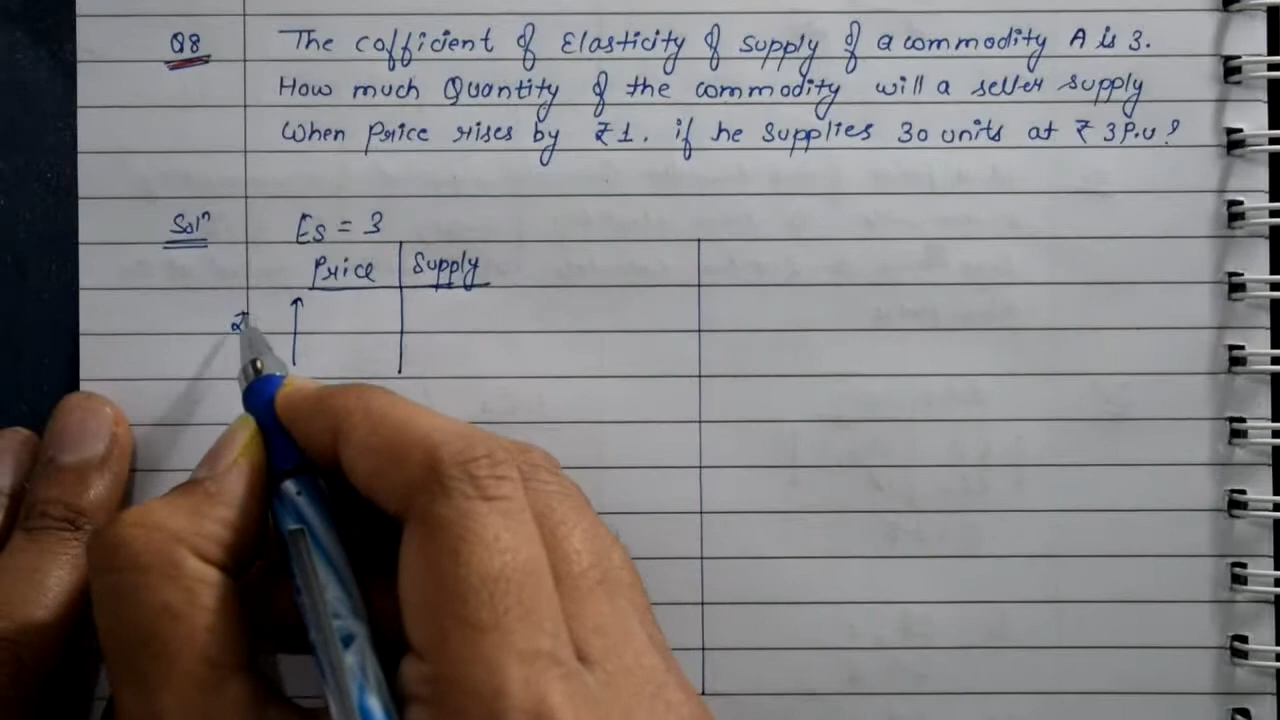 Q8 The cofficient of Elasticity of supply of a commodity A is 3.
How much Quantity of the commodity will a seller supply
when price rises by ₹1. if he supplies 30 units at ₹ 3 P.u?
Solⁿ Es = 3
Price Supply
₹